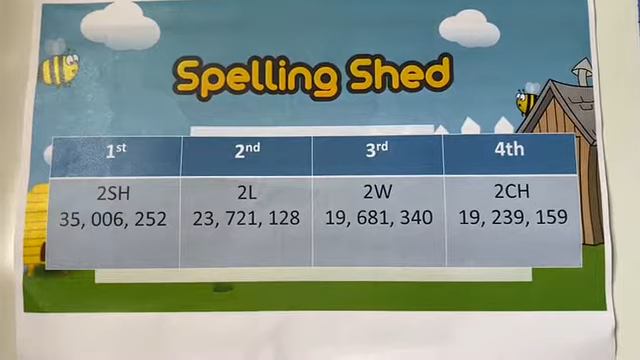 Spelling Shed
1st 2nd 3rd 4th
2SH 2L 2W 2CH
35, 006, 252 23, 721, 128 19, 681, 340 19, 239, 159